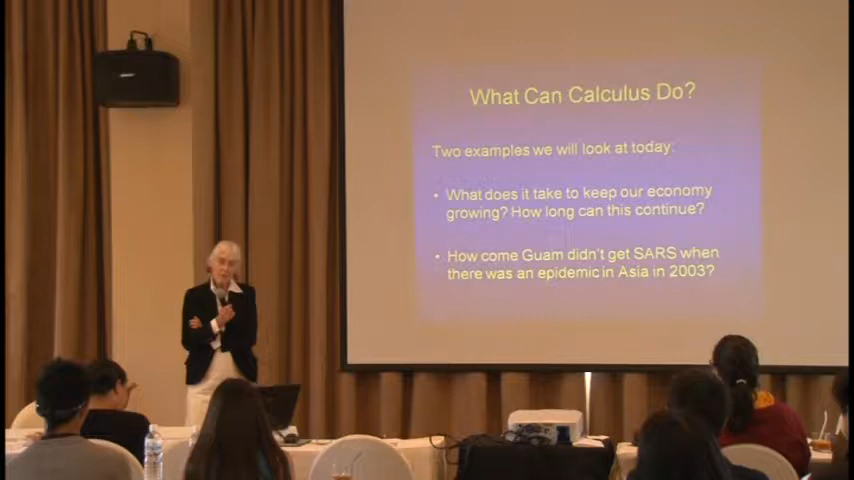 What Can Calculus Do?
Two examples we will look at today:
• What does it take to keep our economy
growing? How long can this continue?
• How come Guam didn't get SARS when
there was an epidemic in Asia in 2003?